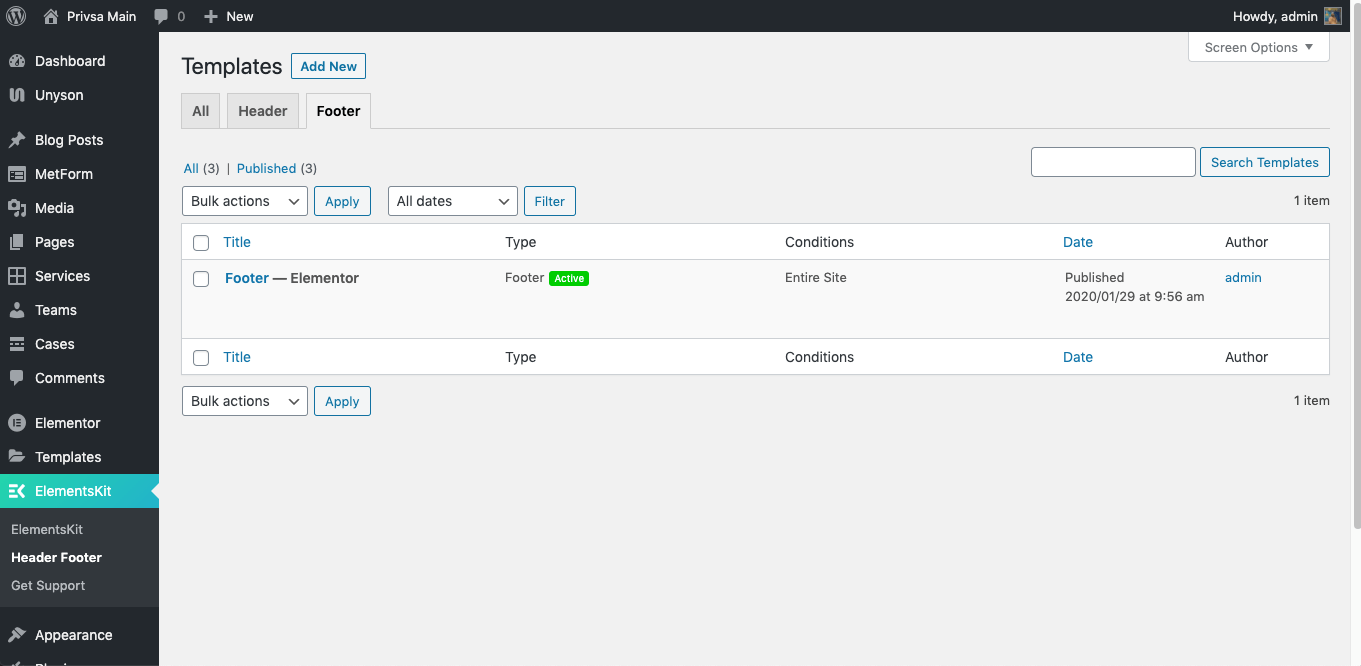 Privsa Main 0 New Howdy, admin
Screen Options
Dashboard
Unyson
Blog Posts
MetForm
Media
Pages
Services
Teams
Cases
Comments
Elementor
Templates
ElementsKit
ElementsKit
Header Footer
Get Support
Appearance
Templates Add New
All Header Footer
All (3) | Published (3)
Search Templates
Bulk actions Apply All dates Filter 1 item
Title Type Conditions Date Author
Footer — Elementor Footer Active Entire Site Published admin
2020/01/29 at 9:56 am
Title Type Conditions Date Author
Bulk actions Apply 1 item